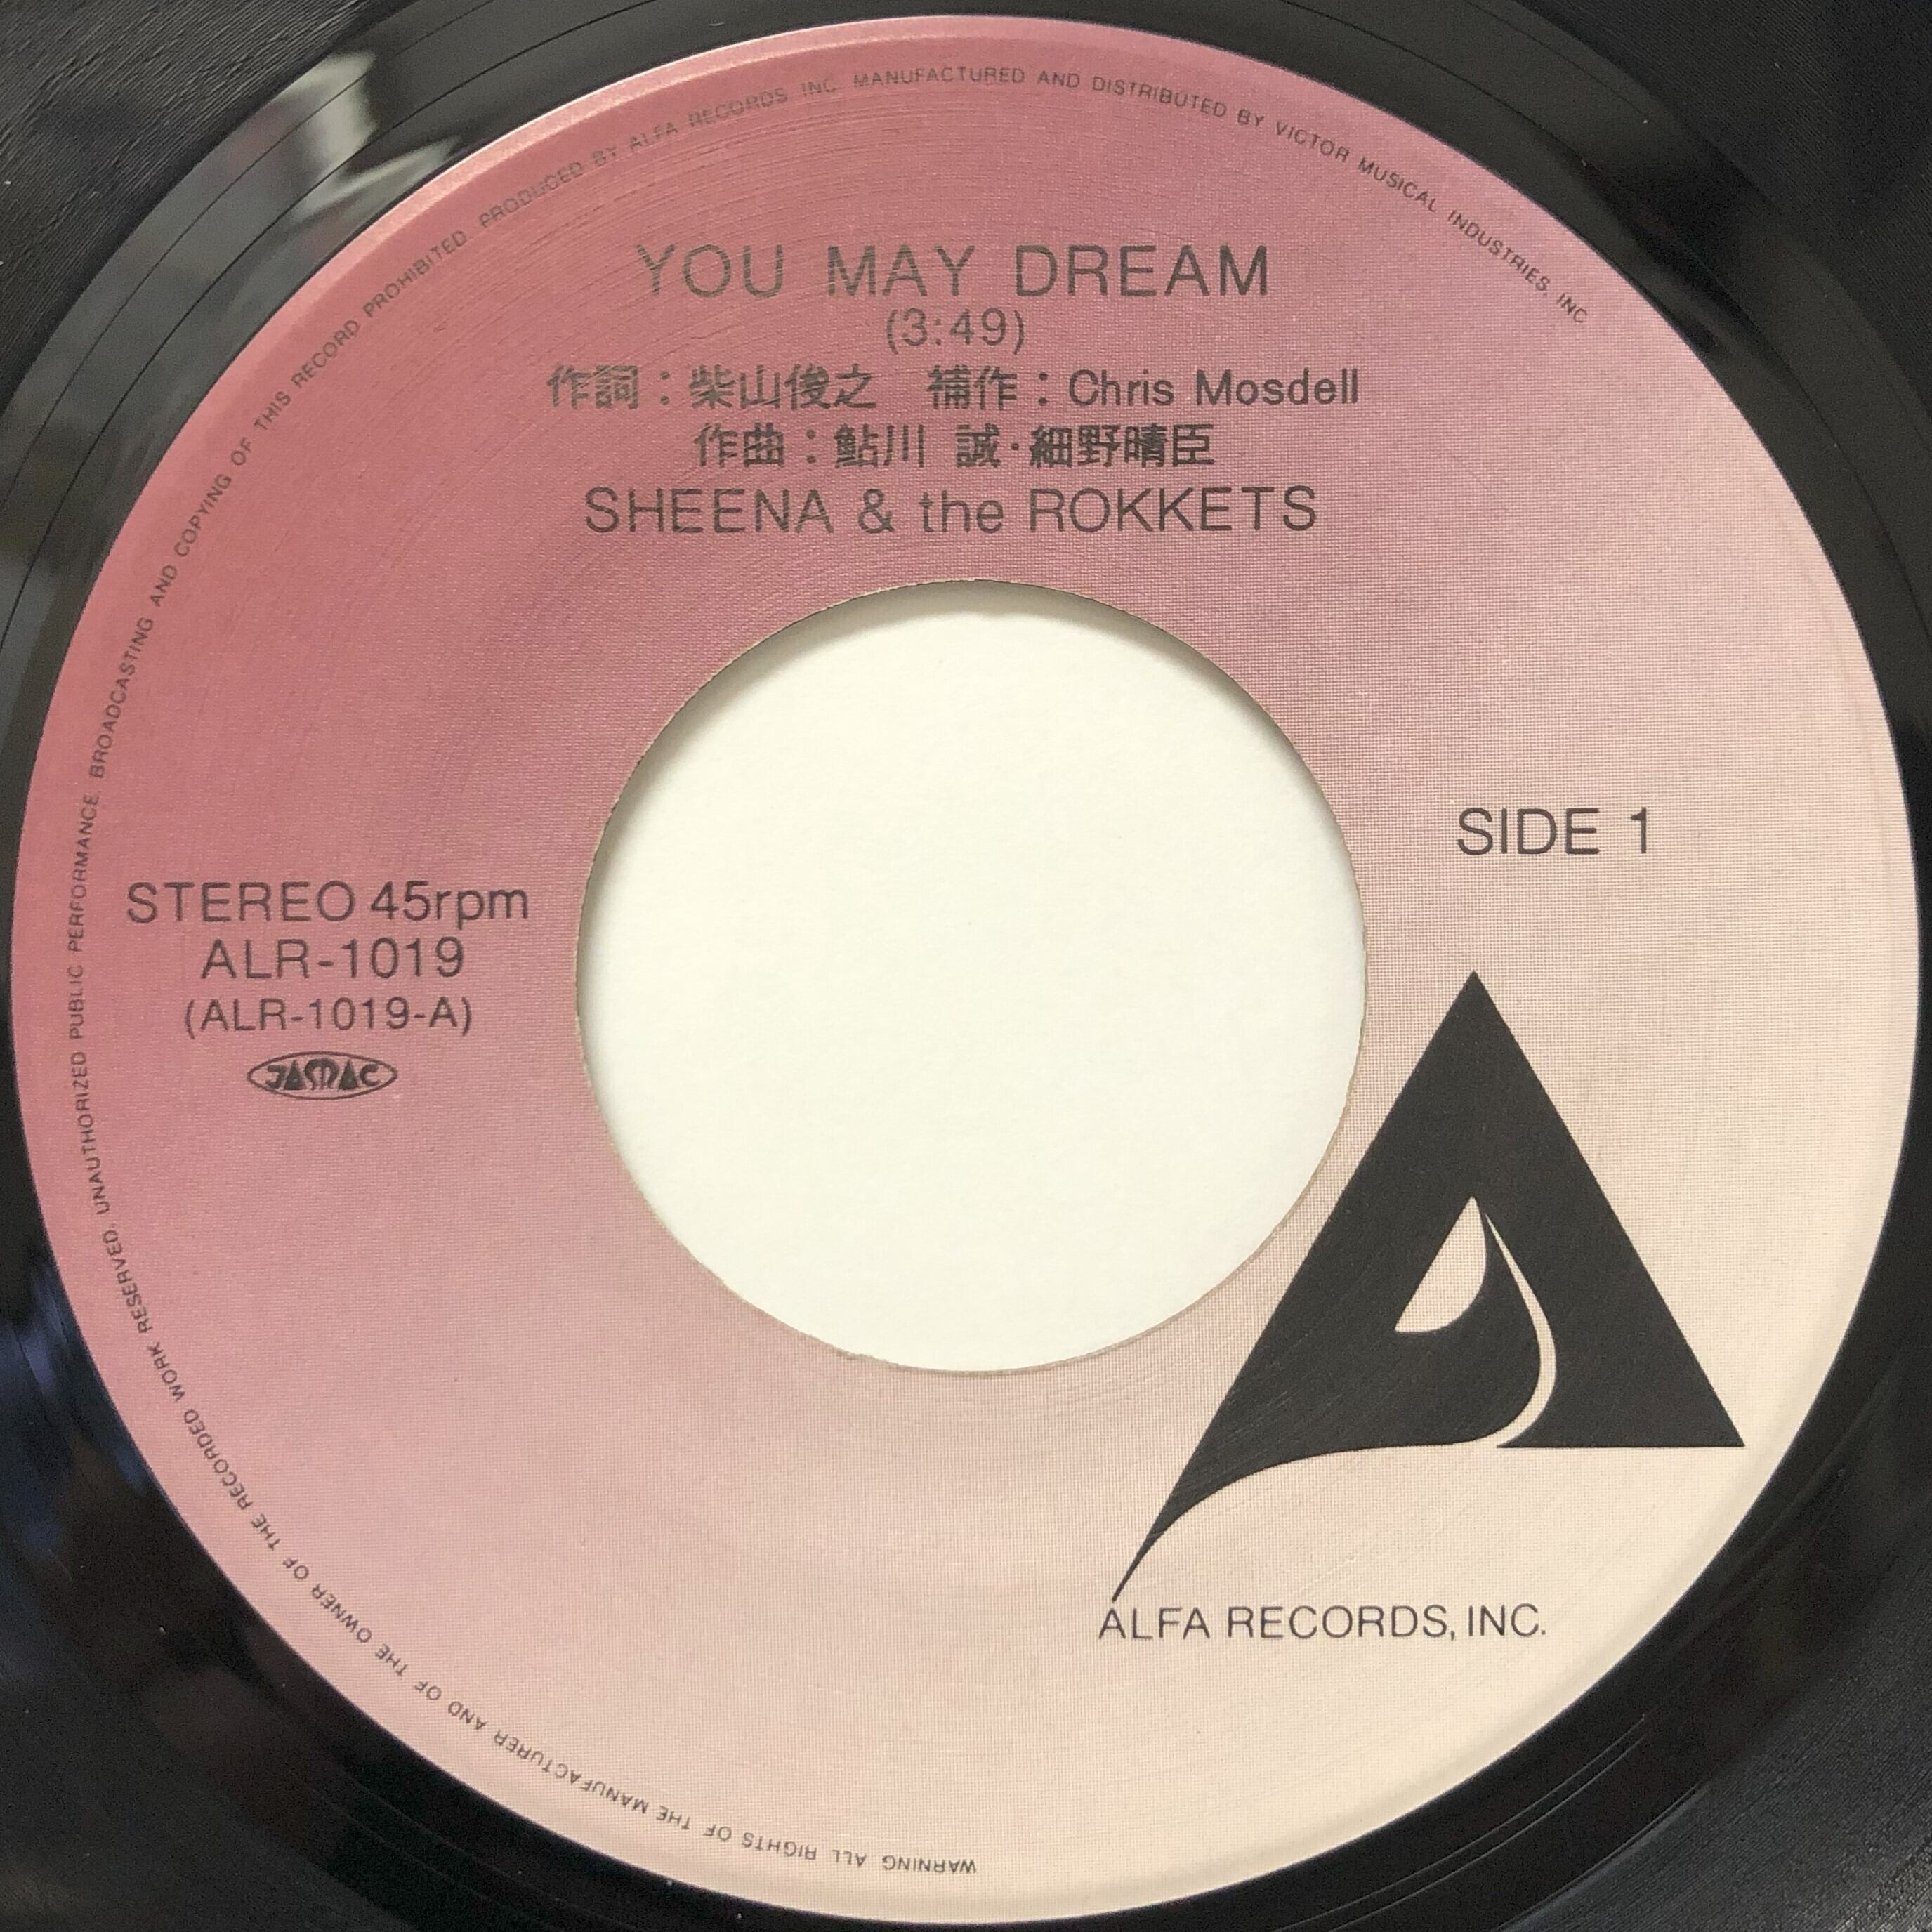 YOU MAY DREAM
(3:49)
作詞：柴山俊之　補作：Chris Mosdell
作曲：鮎川 誠・細野晴臣
SHEENA & the ROKKETS
SIDE 1
STEREO 45rpm
ALR-1019
(ALR-1019-A)
JASRAC
ALFA RECORDS, INC.
WARNING ALL RIGHTS OF THE MANUFACTURER AND OF THE OWNER OF THE RECORDED WORK RESERVED. UNAUTHORIZED PUBLIC PERFORMANCE. BROADCASTING AND COPYING OF THIS RECORD PROHIBITED PRODUCED BY ALFA RECORDS INC. MANUFACTURED AND DISTRIBUTED BY VICTOR MUSICAL INDUSTRIES, INC